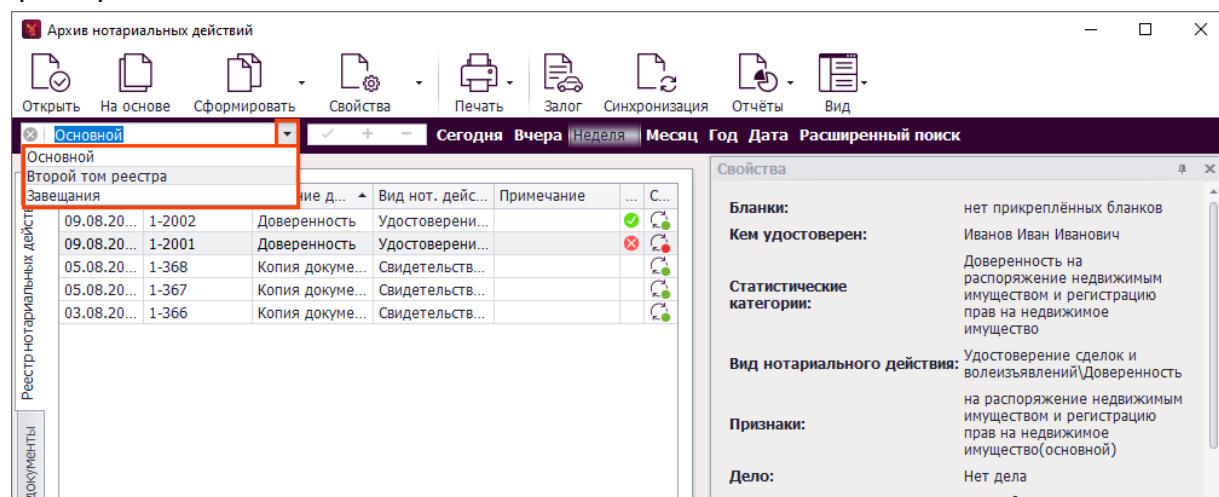 Архив нотариальных действий
Открыть На основе Сформировать Свойства Печать Залог Синхронизация Отчёты Вид
Основной Сегодня Вчера Неделя Месяц Год Дата Расширенный поиск
Основной
Второй том реестра
Завещания
ние д... Вид нот. дейс... Примечание ... С...
09.08.20... 1-2002 Доверенность Удостоверени...
09.08.20... 1-2001 Доверенность Удостоверени...
05.08.20... 1-368 Копия докуме... Свидетельств...
05.08.20... 1-367 Копия докуме... Свидетельств...
03.08.20... 1-366 Копия докуме... Свидетельств...
Реестр нотариальных дейст
документы
Свойства
Бланки: нет прикреплённых бланков
Кем удостоверен: Иванов Иван Иванович
Статистические
категории:
Доверенность на
распоряжение недвижимым
имуществом и регистрацию
прав на недвижимое
имущество
Вид нотариального действия:
Удостоверение сделок и
волеизъявлений\Доверенность
Признаки:
на распоряжение недвижимым
имуществом и регистрацию
прав на недвижимое
имущество(основной)
Дело: Нет дела